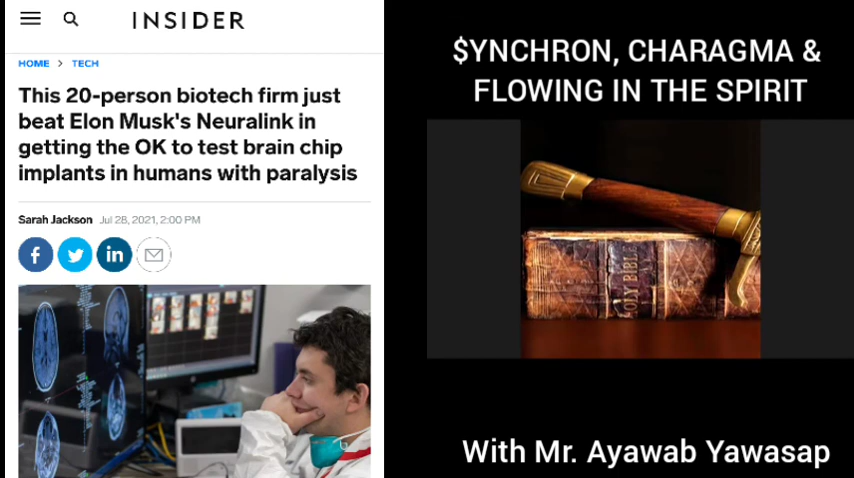 INSIDER
HOME > TECH
This 20-person biotech firm just
beat Elon Musk's Neuralink in
getting the OK to test brain chip
implants in humans with paralysis
Sarah Jackson Jul 28, 2021, 2:00 PM
$YNCHRON, CHARAGMA &
FLOWING IN THE SPIRIT
HOLY BIBLE
With Mr. Ayawab Yawasap